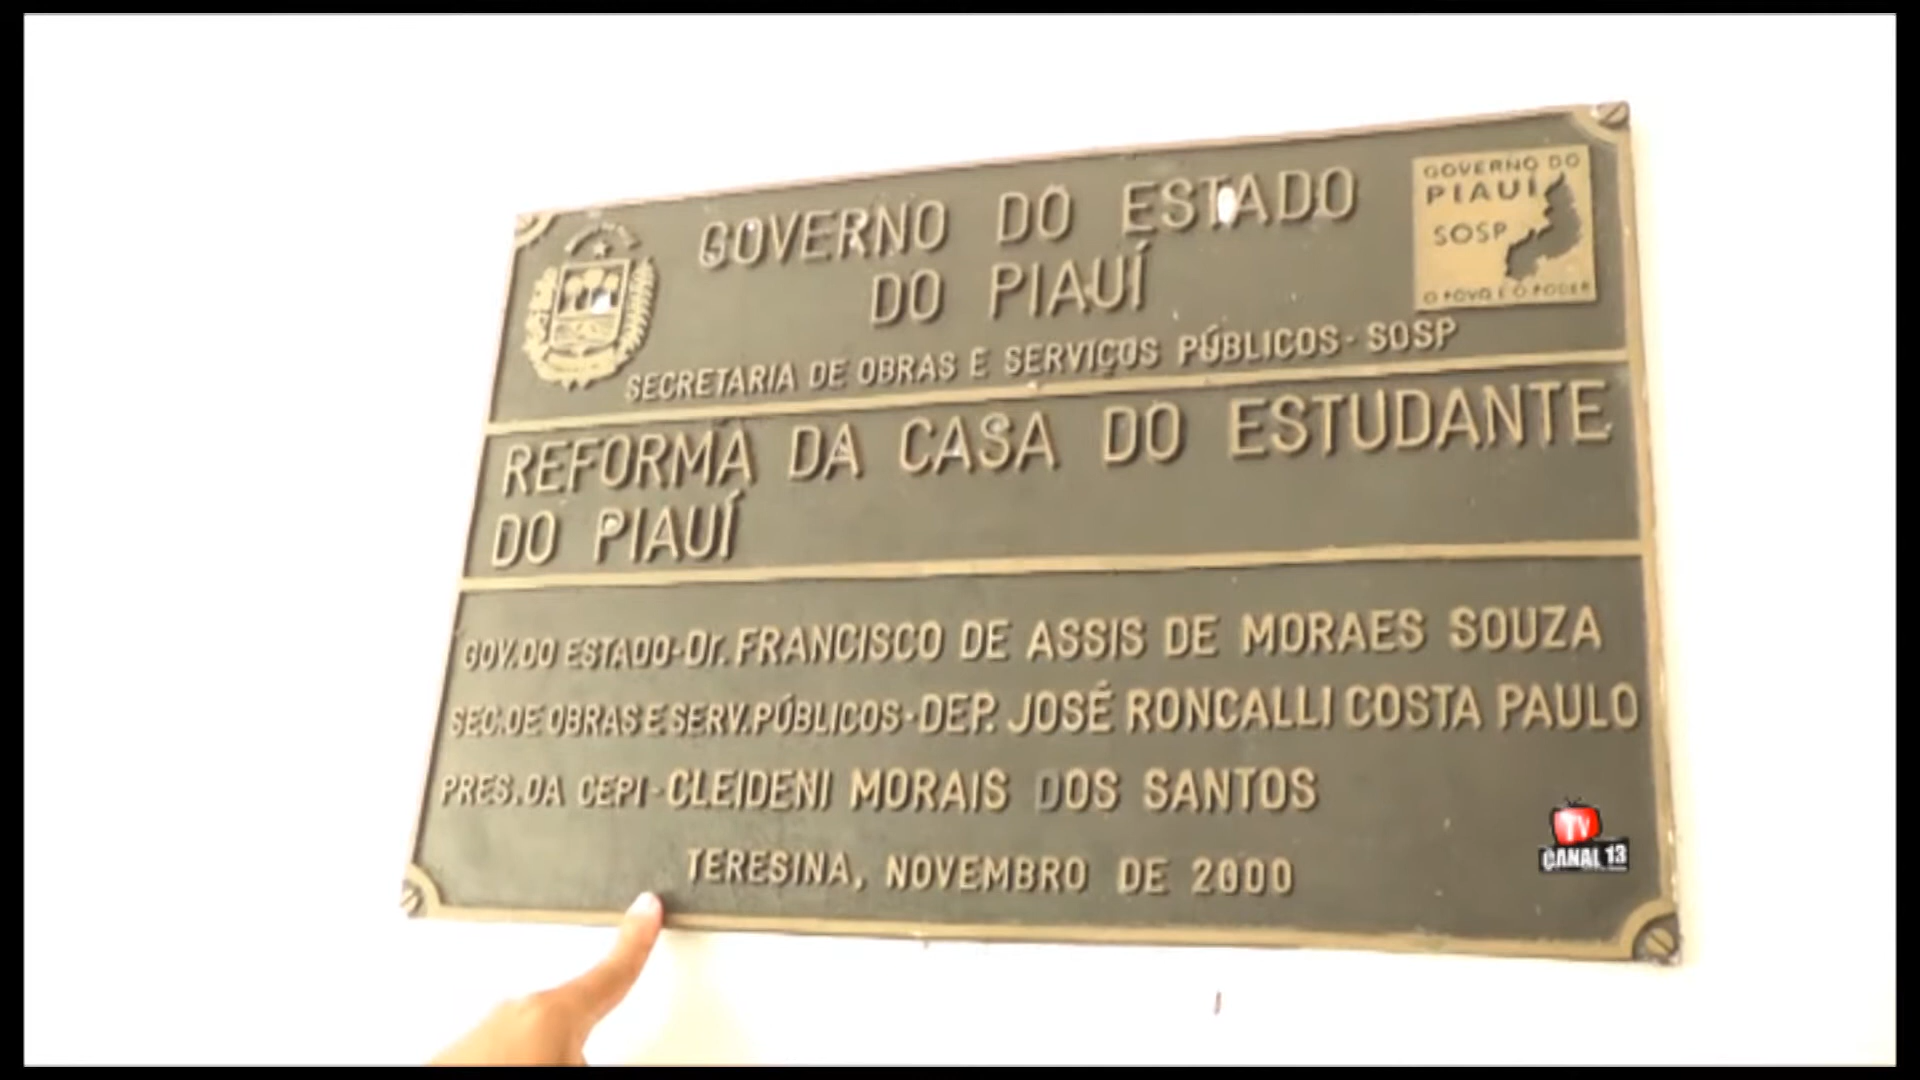 GOVERNO DO ESTADO
DO PIAUÍ
GOVERNO DO
PIAUÍ
SOSP
O POVO É O PODER
SECRETARIA DE OBRAS E SERVIÇOS PÚBLICOS - SOSP
REFORMA DA CASA DO ESTUDANTE
DO PIAUÍ
GOV. DO ESTADO - Dr. FRANCISCO DE ASSIS DE MORAES SOUZA
SEC. DE OBRAS E SERV. PÚBLICOS - DEP. JOSÉ RONCALLI COSTA PAULO
PRES. DA CEPI - CLEIDENI MORAIS DOS SANTOS
TERESINA, NOVEMBRO DE 2000
TV
CANAL 13